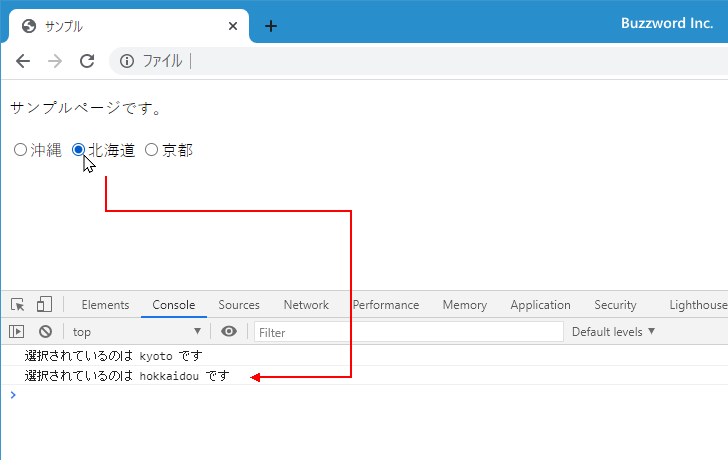 サンプル
Buzzword Inc.
ファイル
サンプルページです。
沖縄 北海道 京都
Elements Console Sources Network Performance Memory Application Security Lighthouse
top Filter Default levels
選択されているのは kyoto です
選択されているのは hokkaidou です